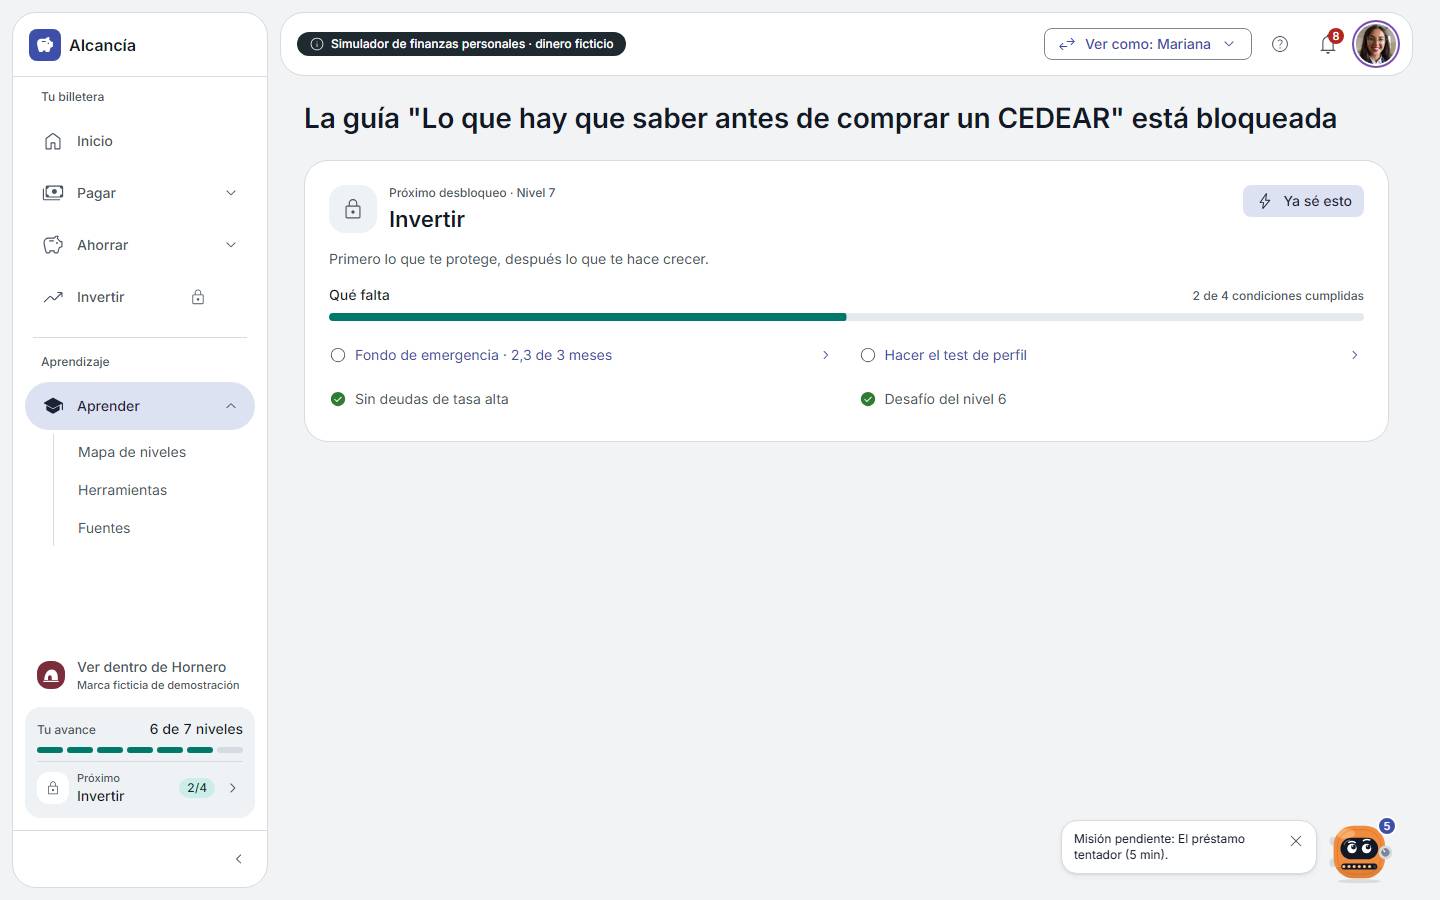 Alcancía
Tu billetera
Inicio
Pagar
Ahorrar
Invertir
Aprendizaje
Aprender
Mapa de niveles
Herramientas
Fuentes
Ver dentro de Hornero
Marca ficticia de demostración
Tu avance
6 de 7 niveles
Próximo
Invertir
2/4
Simulador de finanzas personales · dinero ficticio
Ver como: Mariana
8
La guía "Lo que hay que saber antes de comprar un CEDEAR" está bloqueada
Próximo desbloqueo · Nivel 7
Invertir
Ya sé esto
Primero lo que te protege, después lo que te hace crecer.
Qué falta
2 de 4 condiciones cumplidas
Fondo de emergencia · 2,3 de 3 meses
Hacer el test de perfil
Sin deudas de tasa alta
Desafío del nivel 6
Misión pendiente: El préstamo
tentador (5 min).
5